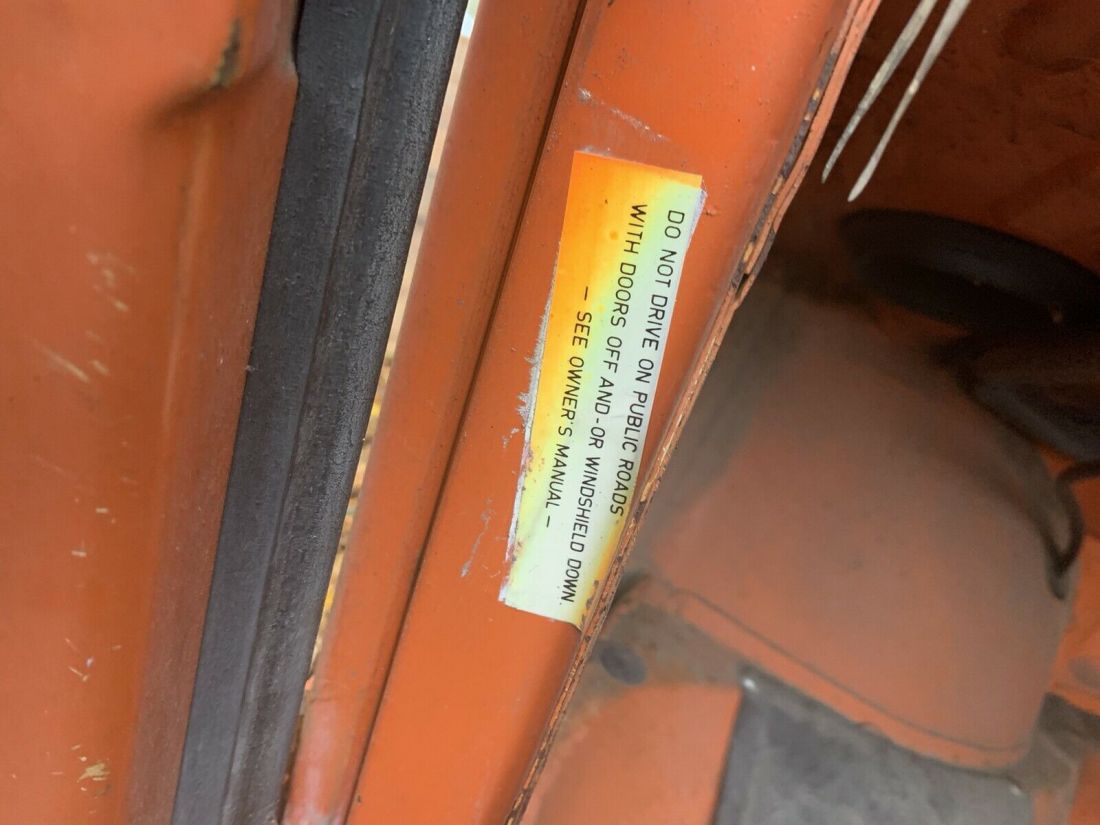 DO NOT DRIVE ON PUBLIC ROADS
WITH DOORS OFF AND-OR WINDSHIELD DOWN.
— SEE OWNER'S MANUAL —